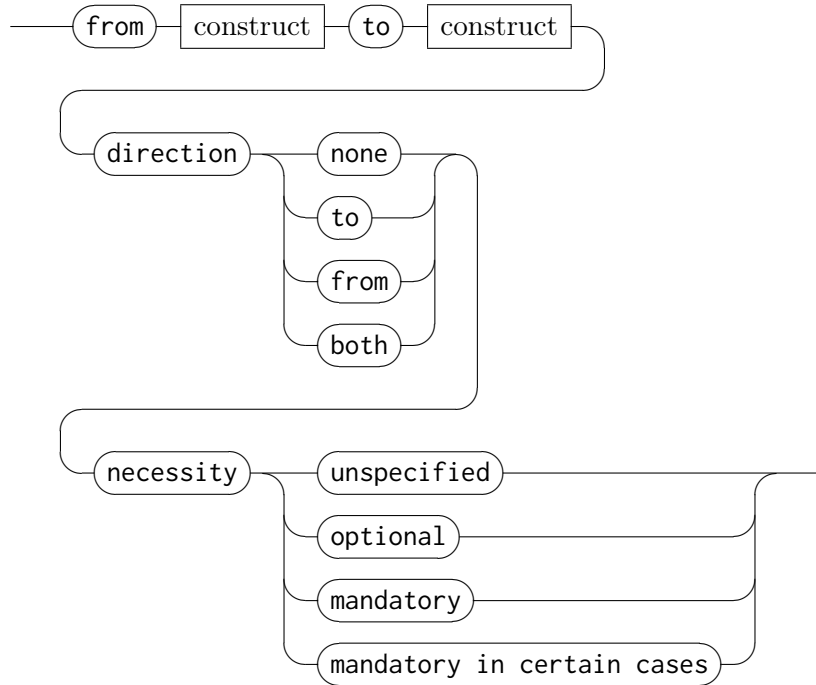 from construct to construct
direction none
to
from
both
necessity unspecified
optional
mandatory
mandatory in certain cases